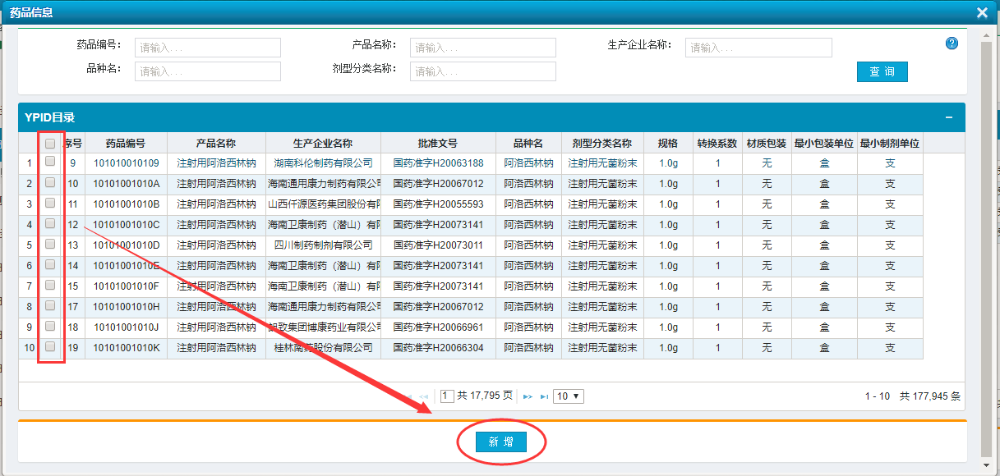 药品信息
药品编号： 请输入... 产品名称： 请输入... 生产企业名称： 请输入...
品种名： 请输入... 剂型分类名称： 请输入... 查 询
YPID目录
序号 药品编号 产品名称 生产企业名称 批准文号 品种名 剂型分类名称 规格 转换系数 材质包装 最小包装单位 最小制剂单位
1 9 101010010109 注射用阿洛西林钠 湖南科伦制药有限公司 国药准字H20063188 阿洛西林钠 注射用无菌粉末 1.0g 1 无 盒 支
2 10 10101001010A 注射用阿洛西林钠 海南通用康力制药有限公司 国药准字H20067012 阿洛西林钠 注射用无菌粉末 1.0g 1 无 盒 支
3 11 10101001010B 注射用阿洛西林钠 山西仟源医药集团股份有限 国药准字H20055593 阿洛西林钠 注射用无菌粉末 1.0g 1 无 盒 支
4 12 10101001010C 注射用阿洛西林钠 海南卫康制药（潜山）有限 国药准字H20073141 阿洛西林钠 注射用无菌粉末 1.0g 1 无 盒 支
5 13 10101001010D 注射用阿洛西林钠 四川制药制剂有限公司 国药准字H20073011 阿洛西林钠 注射用无菌粉末 1.0g 1 无 盒 支
6 14 10101001010E 注射用阿洛西林钠 海南卫康制药（潜山）有限 国药准字H20073141 阿洛西林钠 注射用无菌粉末 1.0g 1 无 盒 支
7 15 10101001010F 注射用阿洛西林钠 海南卫康制药（潜山）有限 国药准字H20073141 阿洛西林钠 注射用无菌粉末 1.0g 1 无 盒 支
8 17 10101001010H 注射用阿洛西林钠 海南通用康力制药有限公司 国药准字H20067012 阿洛西林钠 注射用无菌粉末 1.0g 1 无 盒 支
9 18 10101001010J 注射用阿洛西林钠 朗致集团博康药业有限公司 国药准字H20066961 阿洛西林钠 注射用无菌粉末 1.0g 1 无 盒 支
10 19 10101001010K 注射用阿洛西林钠 桂林南药股份有限公司 国药准字H20066304 阿洛西林钠 注射用无菌粉末 1.0g 1 无 盒 支
1 共 17,795 页 10 1 - 10 共 177,945 条
新 增